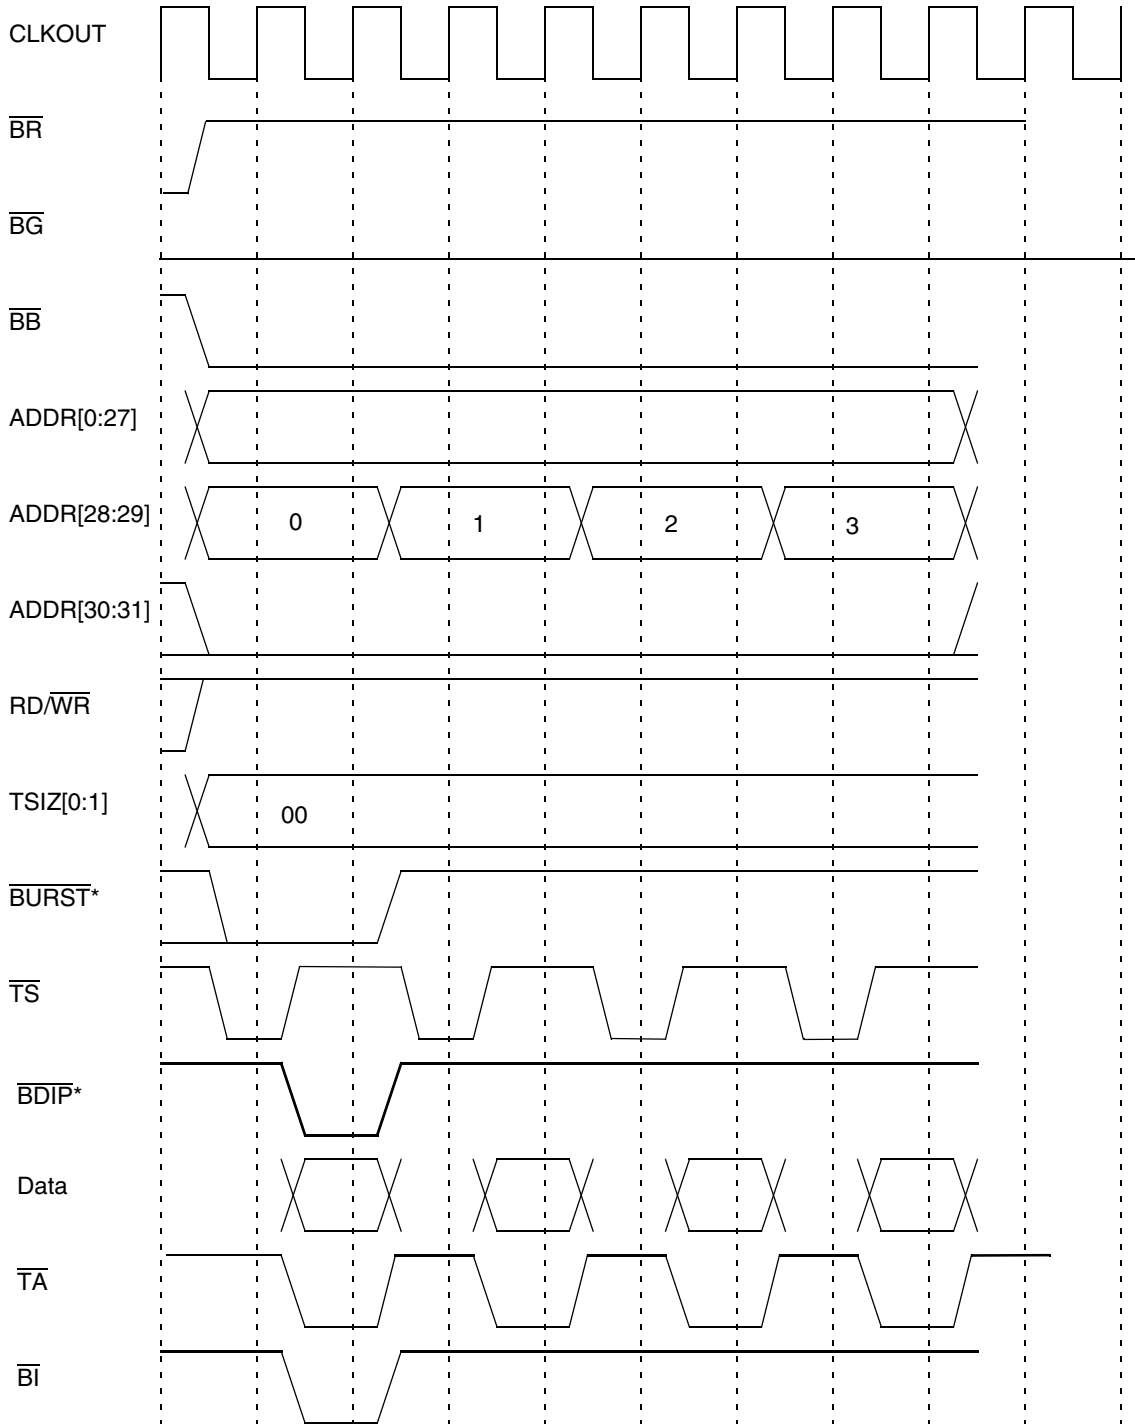 CLKOUT
BR
BG
BB
ADDR[0:27]
ADDR[28:29] 0 1 2 3
ADDR[30:31]
RD/WR
TSIZ[0:1] 00
BURST*
TS
BDIP*
Data
TA
BI